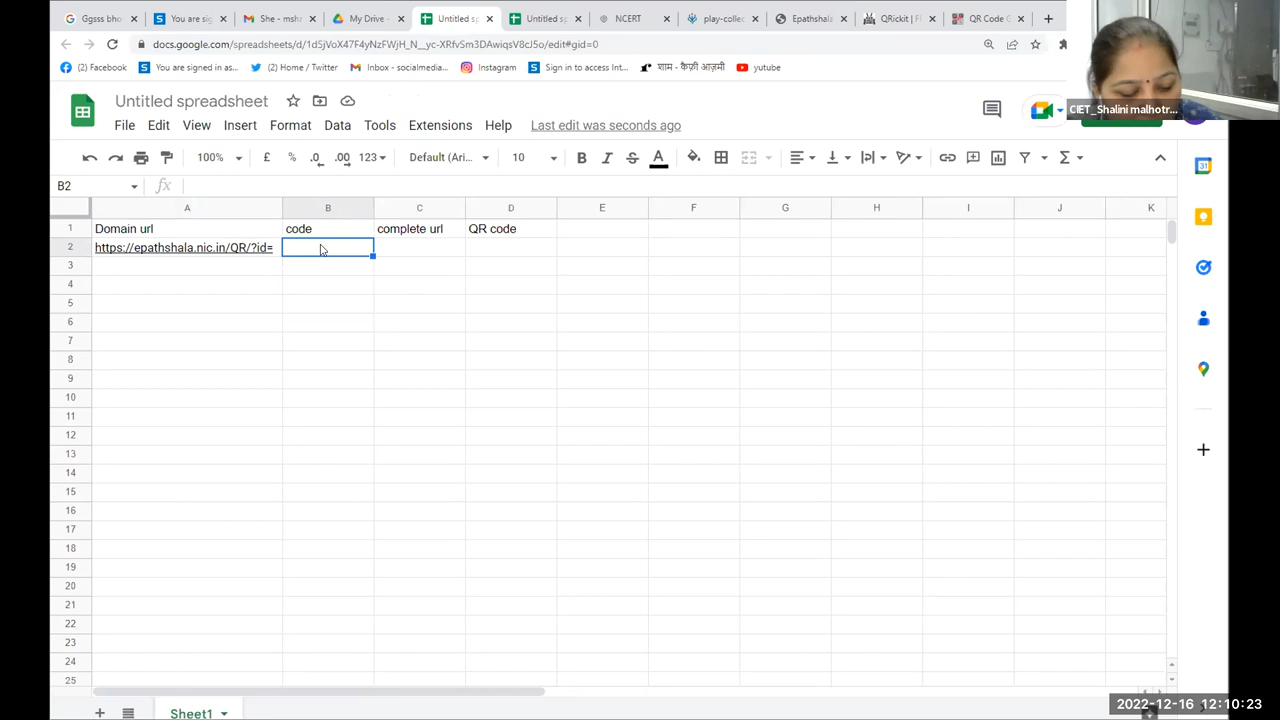 Ggsss bho
You are sig
She - mshr
My Drive -
Untitled sp
Untitled sp
NCERT
play-collec
Epathshala
QRickit | F
QR Code G
docs.google.com/spreadsheets/d/1d5jVoX47F4yNzFWjH_N__yc-XRfvSm3DAwiqsV8cJ5o/edit#gid=0
(2) Facebook
You are signed in as...
(2) Home / Twitter
Inbox - socialmedia...
Instagram
Sign in to access Int...
शाम - कैफ़ी आज़मी
yutube
CIET_Shalini malhotr...
Untitled spreadsheet
File Edit View Insert Format Data Tools Extensions Help Last edit was seconds ago
100% £ % .0 .00 123 Default (Ari... 10 B I S A Σ
B2 fx
A B C D E F G H I J K
1 Domain url code complete url QR code
2 https://epathshala.nic.in/QR/?id=
3
4
5
6
7
8
9
10
11
12
13
14
15
16
17
18
19
20
21
22
23
24
25
31
Sheet1
2022-12-16 12:10:23